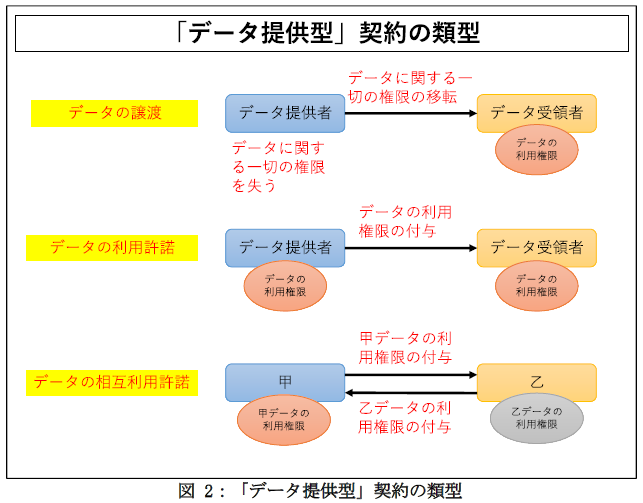 「データ提供型」契約の類型
データの譲渡
データ提供者
データに関する一
切の権限の移転
データ受領者
データの
利用権限
データに関す
る一切の権限
を失う
データの利用許諾
データ提供者
データの
利用権限
データの利用
権限の付与
データ受領者
データの
利用権限
データの相互利用許諾
甲
甲データの
利用権限
甲データの利
用権限の付与
乙データの利
用権限の付与
乙
乙データの
利用権限
図 2：「データ提供型」契約の類型